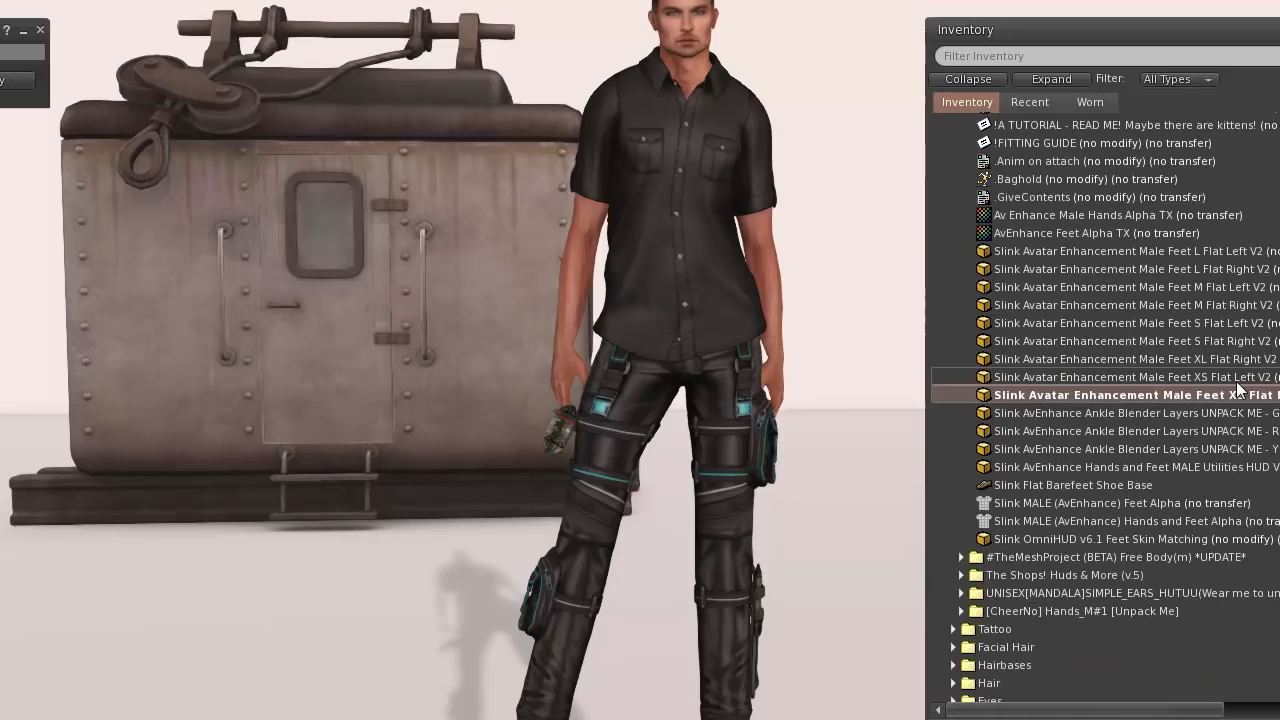 ?
y
Inventory
Filter Inventory
Collapse Expand Filter: All Types
Inventory Recent Worn
!A TUTORIAL - READ ME! Maybe there are kittens! (no
!FITTING GUIDE (no modify) (no transfer)
.Anim on attach (no modify) (no transfer)
.Baghold (no modify) (no transfer)
.GiveContents (no modify) (no transfer)
Av Enhance Male Hands Alpha TX (no transfer)
AvEnhance Feet Alpha TX (no transfer)
Slink Avatar Enhancement Male Feet L Flat Left V2 (no
Slink Avatar Enhancement Male Feet L Flat Right V2 (
Slink Avatar Enhancement Male Feet M Flat Left V2 (n
Slink Avatar Enhancement Male Feet M Flat Right V2 (
Slink Avatar Enhancement Male Feet S Flat Left V2 (no
Slink Avatar Enhancement Male Feet S Flat Right V2 (
Slink Avatar Enhancement Male Feet XL Flat Right V2
Slink Avatar Enhancement Male Feet XS Flat Left V2 (
Slink Avatar Enhancement Male Feet Flat
Slink AvEnhance Ankle Blender Layers UNPACK ME - G
Slink AvEnhance Ankle Blender Layers UNPACK ME - R
Slink AvEnhance Ankle Blender Layers UNPACK ME - Y
Slink AvEnhance Hands and Feet MALE Utilities HUD V
Slink Flat Barefeet Shoe Base
Slink MALE (AvEnhance) Feet Alpha (no transfer)
Slink MALE (AvEnhance) Hands and Feet Alpha (no tra
Slink OmniHUD v6.1 Feet Skin Matching (no modify) (
#TheMeshProject (BETA) Free Body(m) *UPDATE*
The Shops! Huds & More (v.5)
UNISEX[MANDALA]SIMPLE_EARS_HUTUU(Wear me to un
[CheerNo] Hands_M#1 [Unpack Me]
Tattoo
Facial Hair
Hairbases
Hair
Eyes